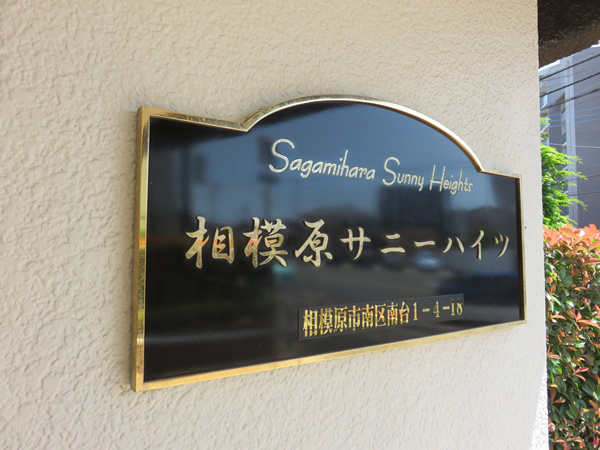 Sagamihara Sunny Heights
相模原サニーハイツ
相模原市南区南台1-4-18